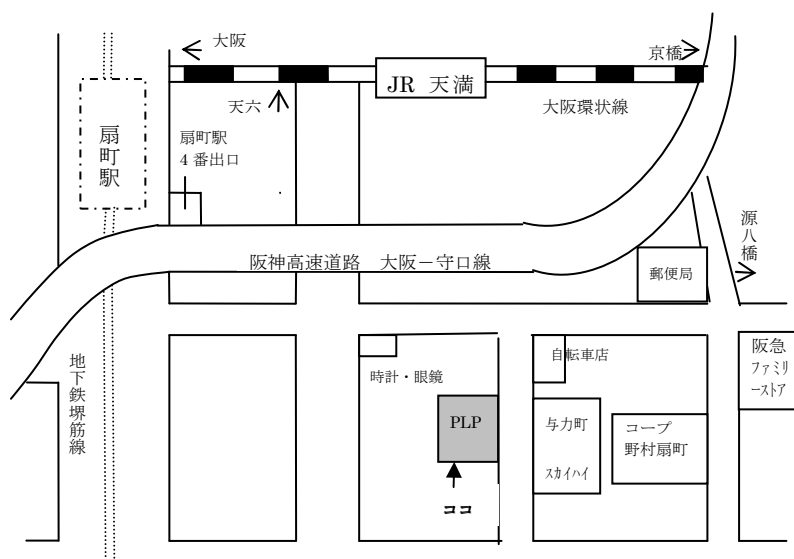 大阪
京橋
JR 天満
天六
大阪環状線
扇町駅
扇町駅
4番出口
源八橋
阪神高速道路 大阪－守口線
郵便局
地下鉄堺筋線
時計・眼鏡
自転車店
阪急
ファミリ
ーストア
PLP
与力町
スカイハイ
コープ
野村扇町
ココ